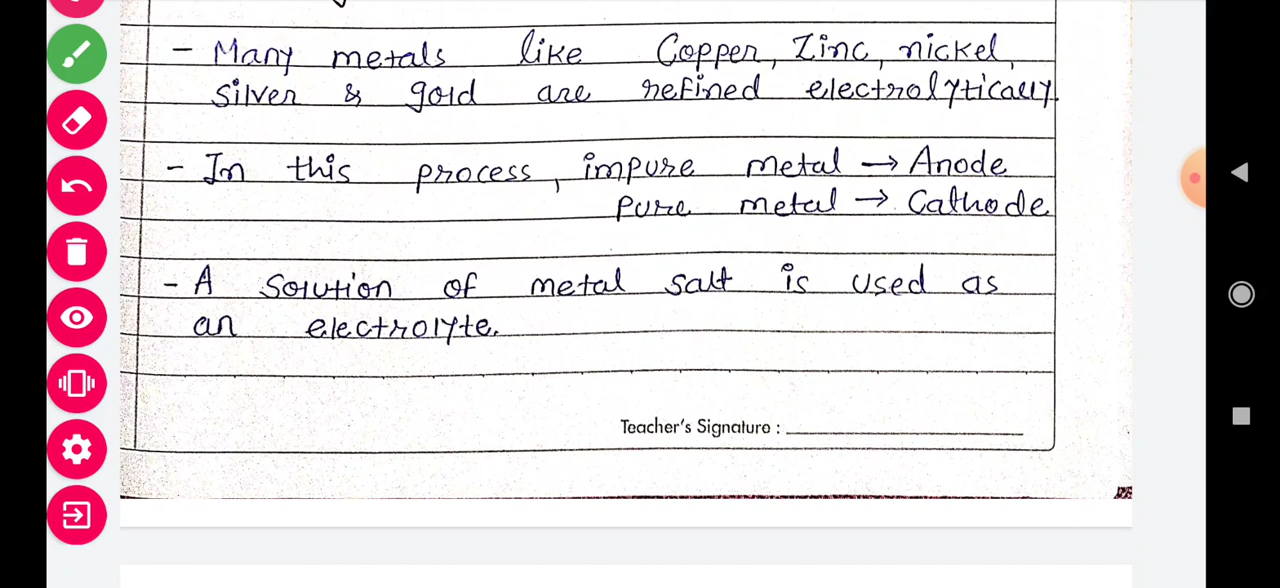 - Many metals like Copper, Zinc, nickel,
silver & gold are refined electrolytically.
- In this process, impure metal → Anode
pure metal → Cathode
- A solution of metal salt is used as
an electrolyte.
Teacher's Signature :